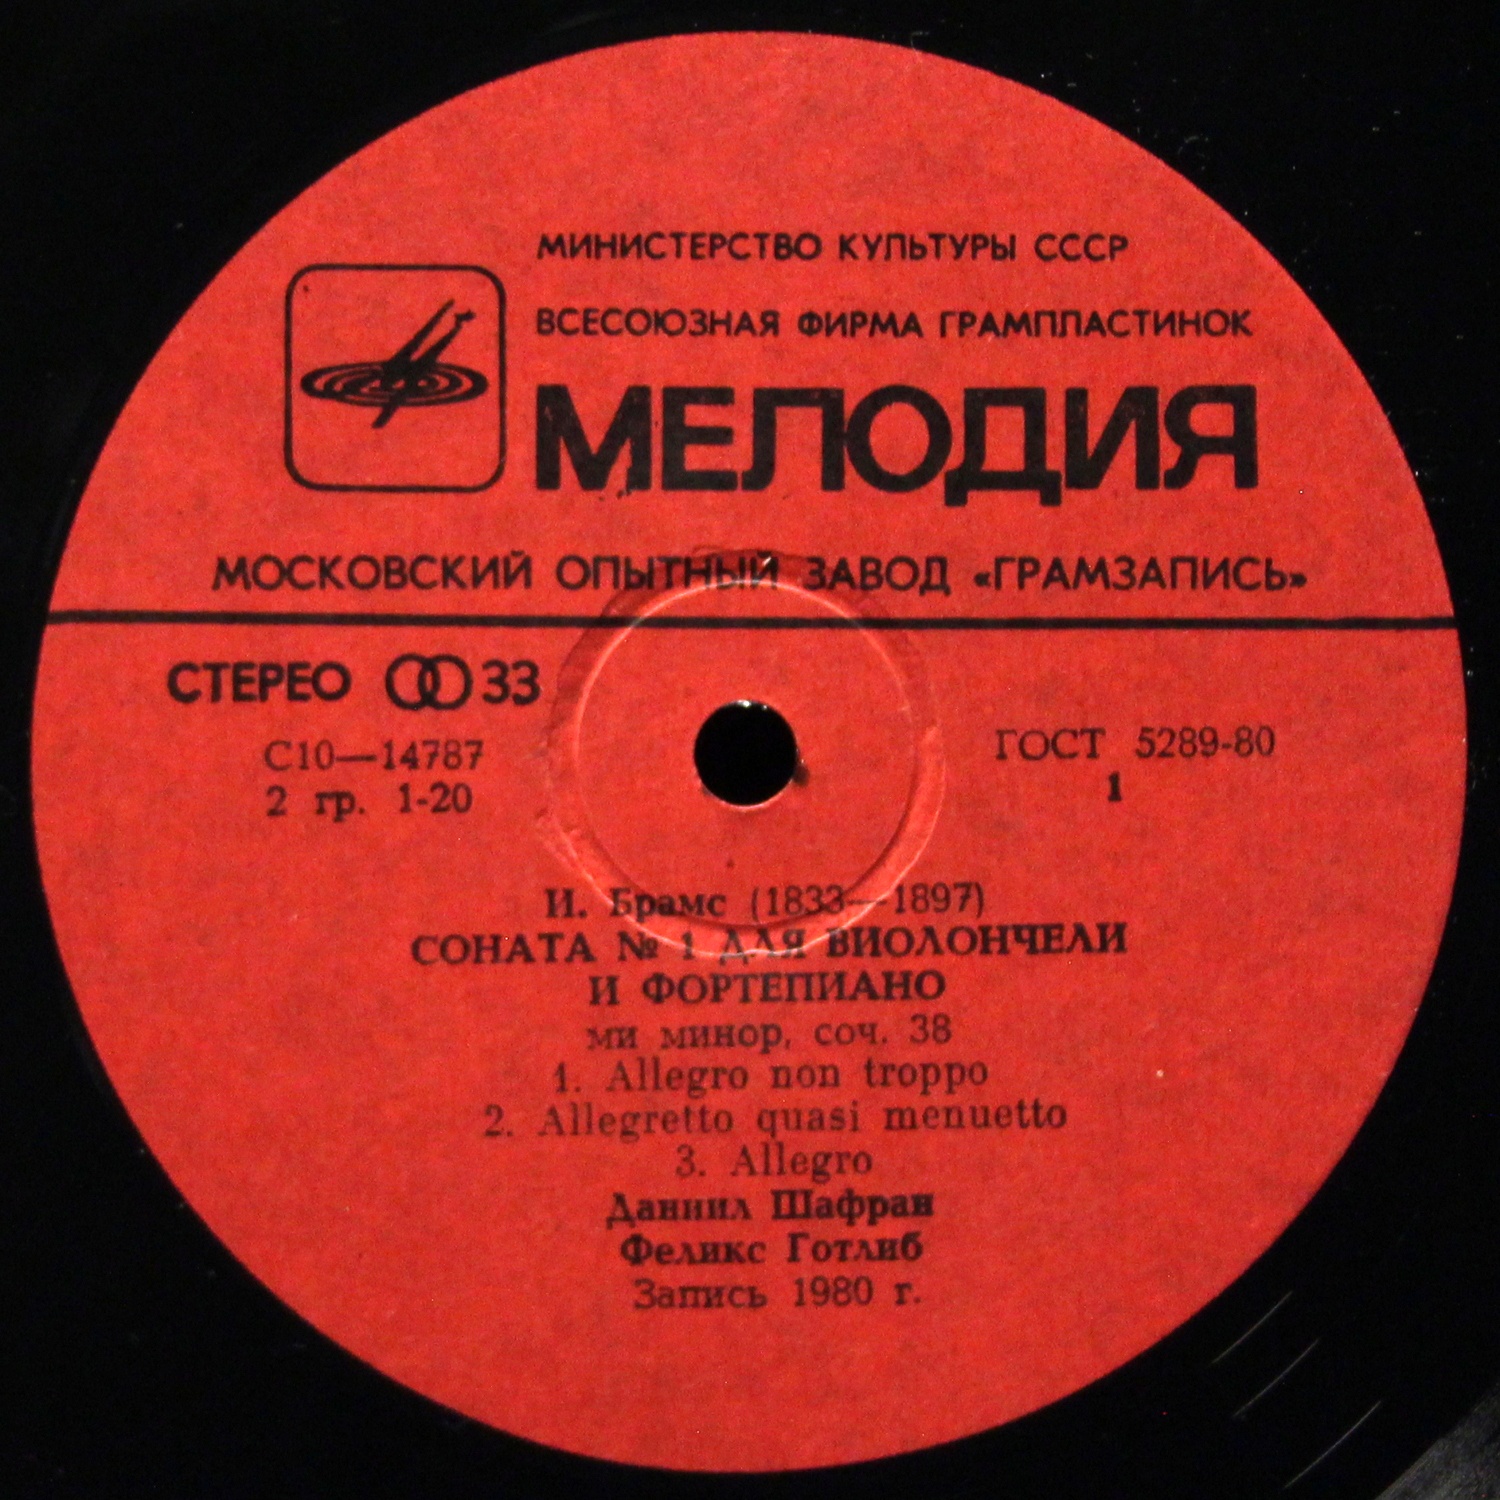 МИНИСТЕРСТВО КУЛЬТУРЫ СССР
ВСЕСОЮЗНАЯ ФИРМА ГРАМПЛАСТИНОК
МЕЛОДИЯ
МОСКОВСКИЙ ОПЫТНЫЙ ЗАВОД «ГРАМЗАПИСЬ»
СТЕРЕО 33
С10—14787
2 гр. 1-20
ГОСТ 5289-80
1
И. Брамс (1833—1897)
СОНАТА № 1 ДЛЯ ВИОЛОНЧЕЛИ
И ФОРТЕПИАНО
ми минор, соч. 38
1. Allegro non troppo
2. Allegretto quasi menuetto
3. Allegro
Даниил Шафран
Феликс Готлиб
Запись 1980 г.